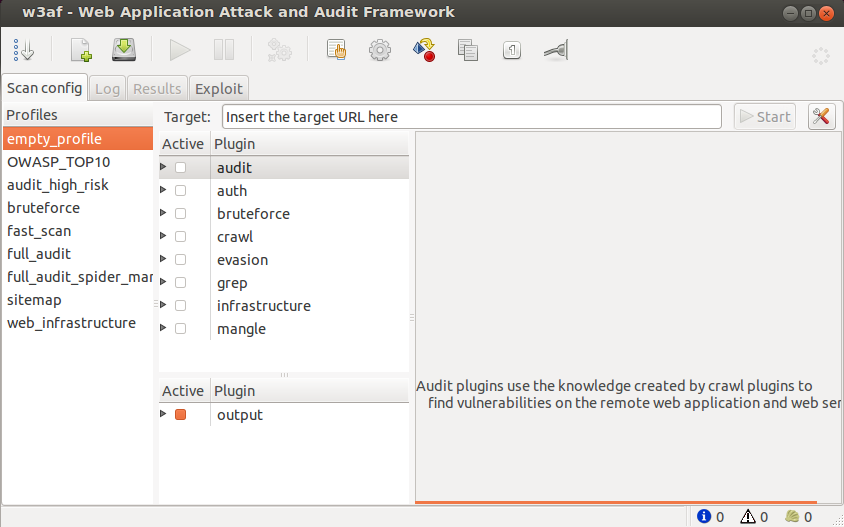 w3af - Web Application Attack and Audit Framework
Scan config
Log
Results
Exploit
Profiles
empty_profile
OWASP_TOP10
audit_high_risk
bruteforce
fast_scan
full_audit
full_audit_spider_mar
sitemap
web_infrastructure
Target:
Insert the target URL here
Start
Active Plugin
audit
auth
bruteforce
crawl
evasion
grep
infrastructure
mangle
Active Plugin
output
Audit plugins use the knowledge created by crawl plugins to
find vulnerabilities on the remote web application and web ser
0 0 0